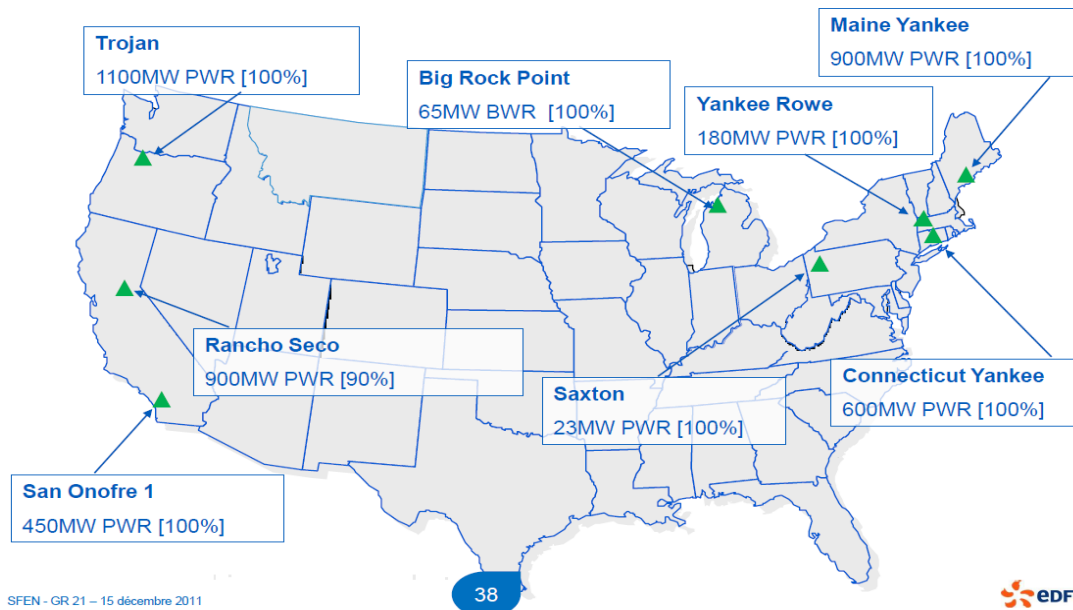 Trojan
1100MW PWR [100%]
Big Rock Point
65MW BWR [100%]
Maine Yankee
900MW PWR [100%]
Yankee Rowe
180MW PWR [100%]
Rancho Seco
900MW PWR [90%]
Saxton
23MW PWR [100%]
Connecticut Yankee
600MW PWR [100%]
San Onofre 1
450MW PWR [100%]
SFEN - GR 21 – 15 décembre 2011
38
eDF